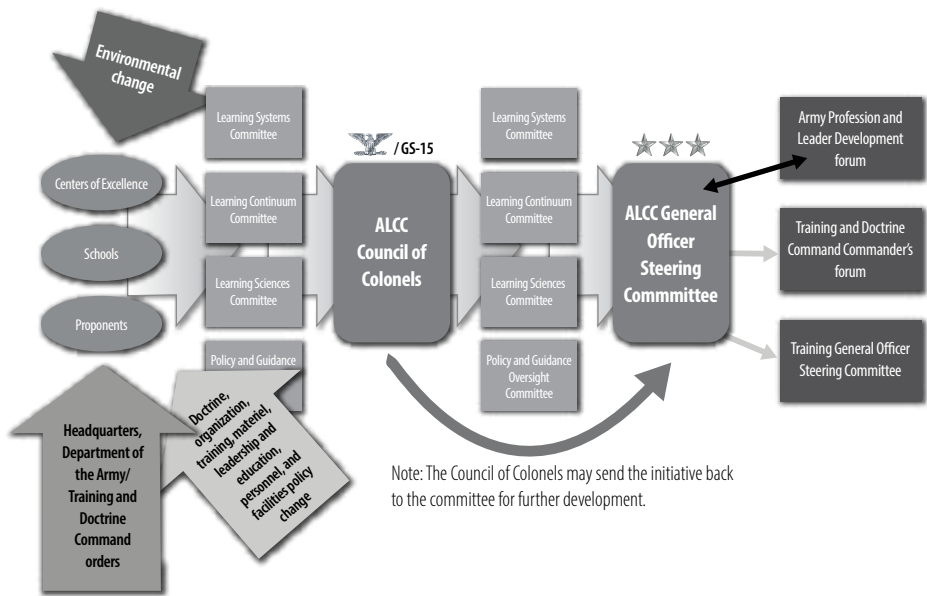 Environmental
change
Centers of Excellence
Schools
Proponents
Headquarters,
Department of
the Army/
Training and
Doctrine
Command
orders
Doctrine,
organization,
training, materiel,
leadership and
education,
personnel, and
facilities policy
change
Learning Systems
Committee
Learning Continuum
Committee
Learning Sciences
Committee
Policy and Guidance
/ GS-15
ALCC
Council of
Colonels
Learning Systems
Committee
Learning Continuum
Committee
Learning Sciences
Committee
Policy and Guidance
Oversight
Committee
ALCC General
Officer
Steering
Commmittee
Army Profession and
Leader Development
forum
Training and Doctrine
Command Commander's
forum
Training General Officer
Steering Committee
Note: The Council of Colonels may send the initiative back
to the committee for further development.